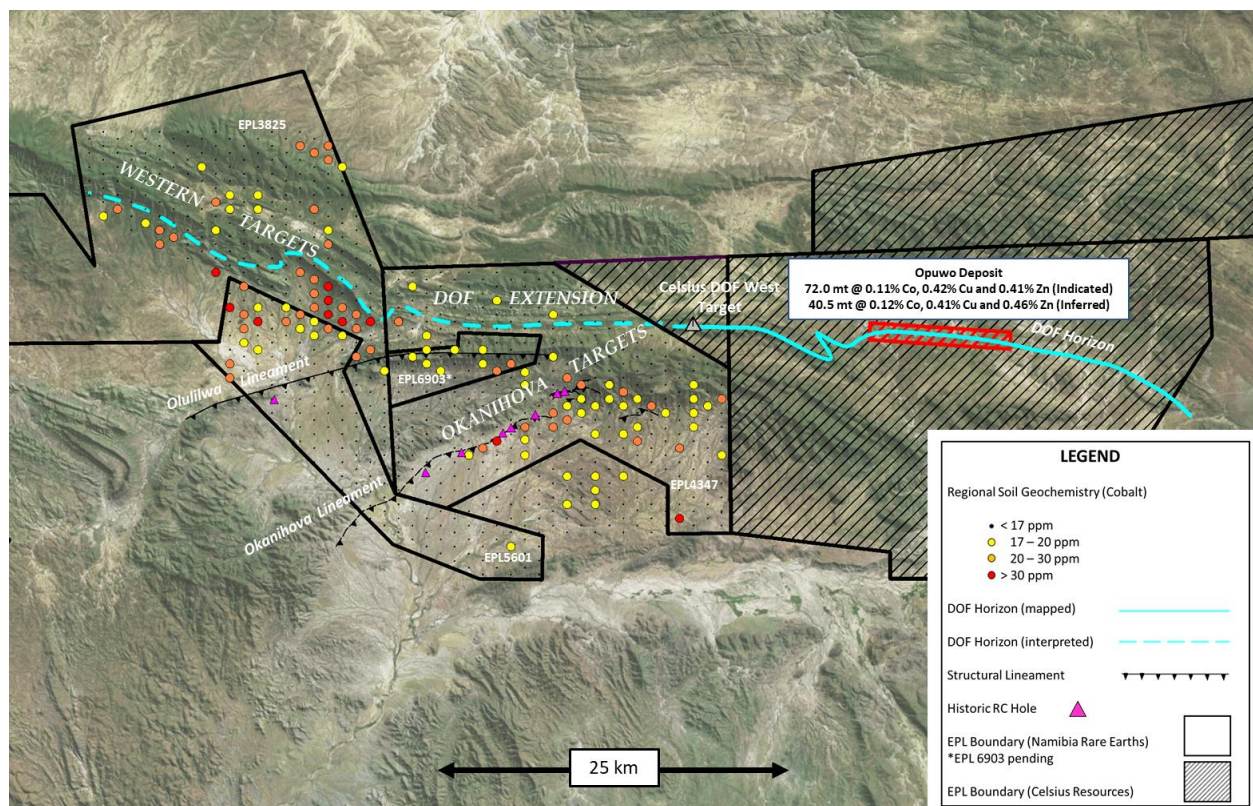 EPL3825
WESTERN TARGETS
DOF EXTENSION
Celsius DOF West
Target
Opuwo Deposit
72.0 mt @ 0.11% Co, 0.42% Cu and 0.41% Zn (Indicated)
40.5 mt @ 0.12% Co, 0.41% Cu and 0.46% Zn (Inferred)
DOF Horizon
EPL6903*
Olulilwa Lineament
OKANIHOVA TARGETS
Okanihova Lineament
EPL4347
EPL5601
25 km
LEGEND
Regional Soil Geochemistry (Cobalt)
< 17 ppm
17 – 20 ppm
20 – 30 ppm
> 30 ppm
DOF Horizon (mapped)
DOF Horizon (interpreted)
Structural Lineament
Historic RC Hole
EPL Boundary (Namibia Rare Earths)
*EPL 6903 pending
EPL Boundary (Celsius Resources)